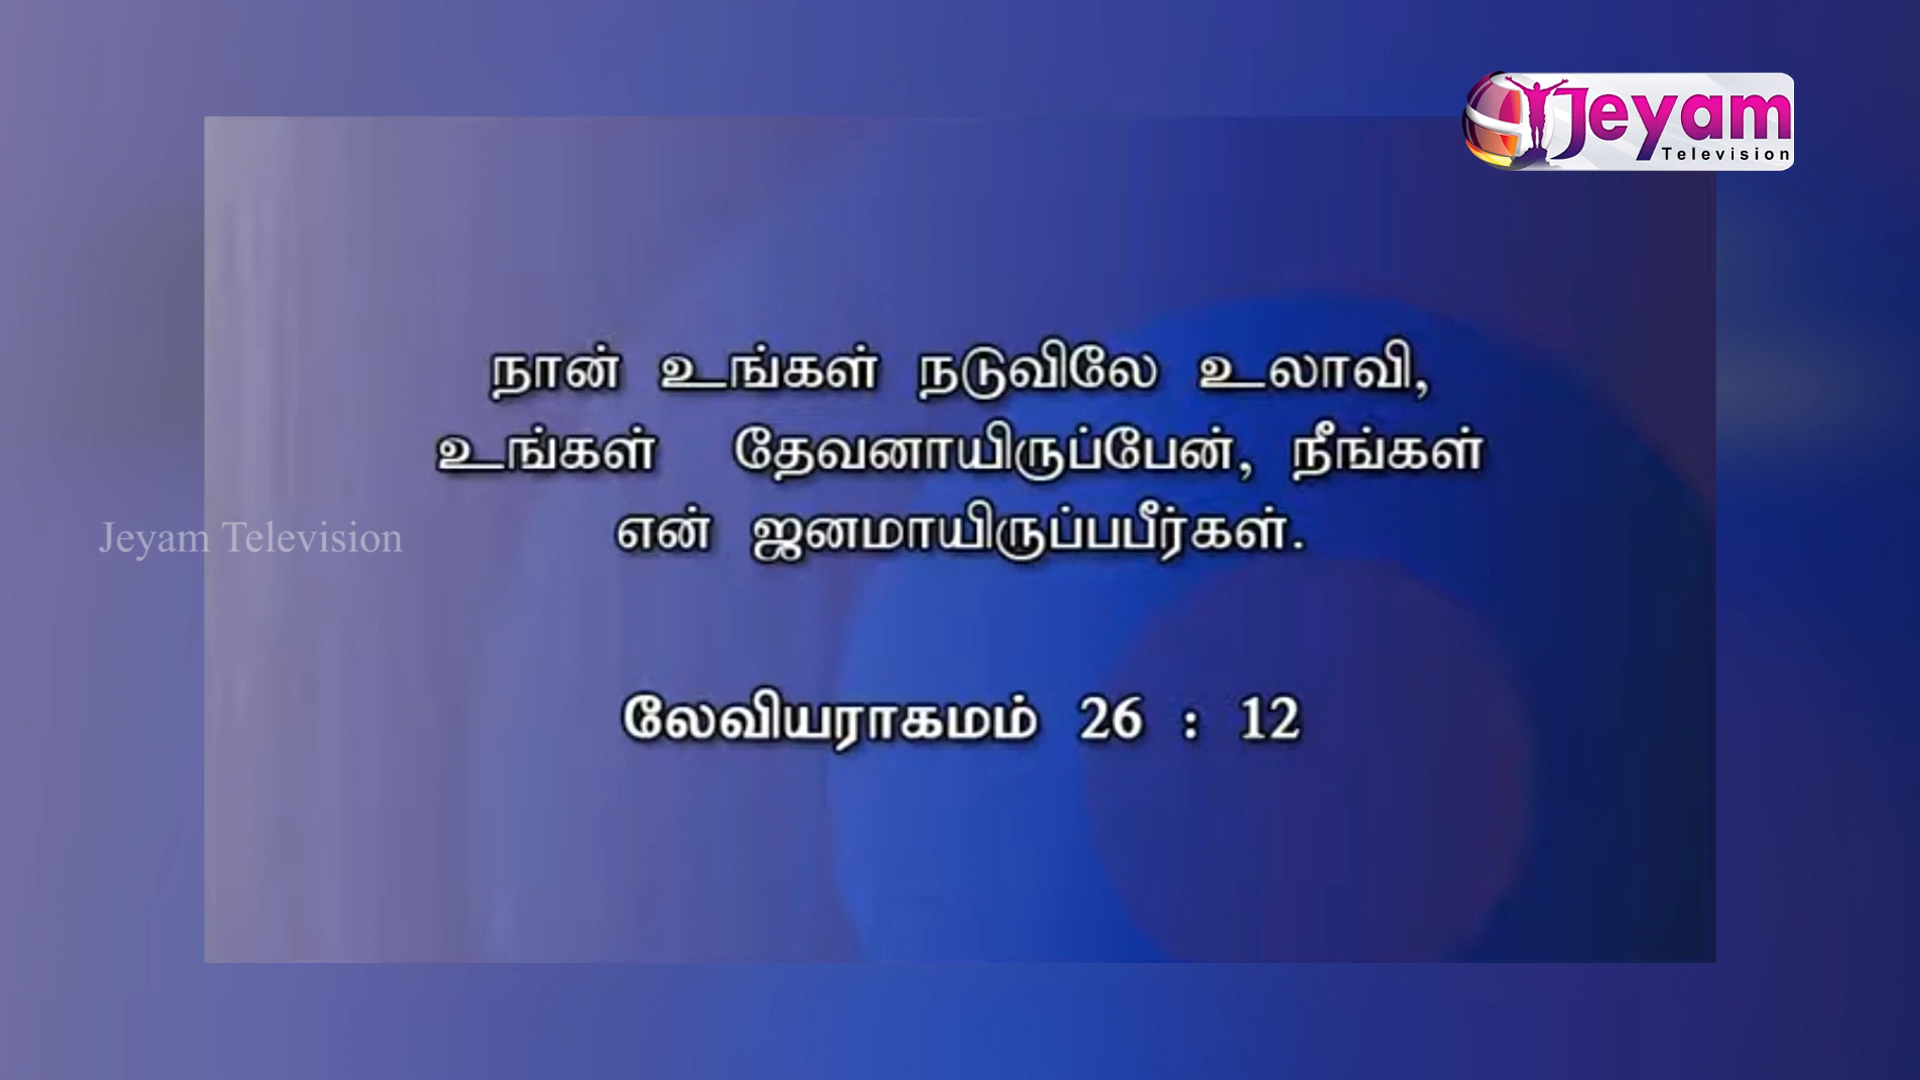 Jeyam
Television
நான் உங்கள் நடுவிலே உலாவி,
உங்கள் தேவனாயிருப்பேன், நீங்கள்
என் ஜனமாயிருப்பபீர்கள்.
Jeyam Television
லேவியராகமம் 26 : 12